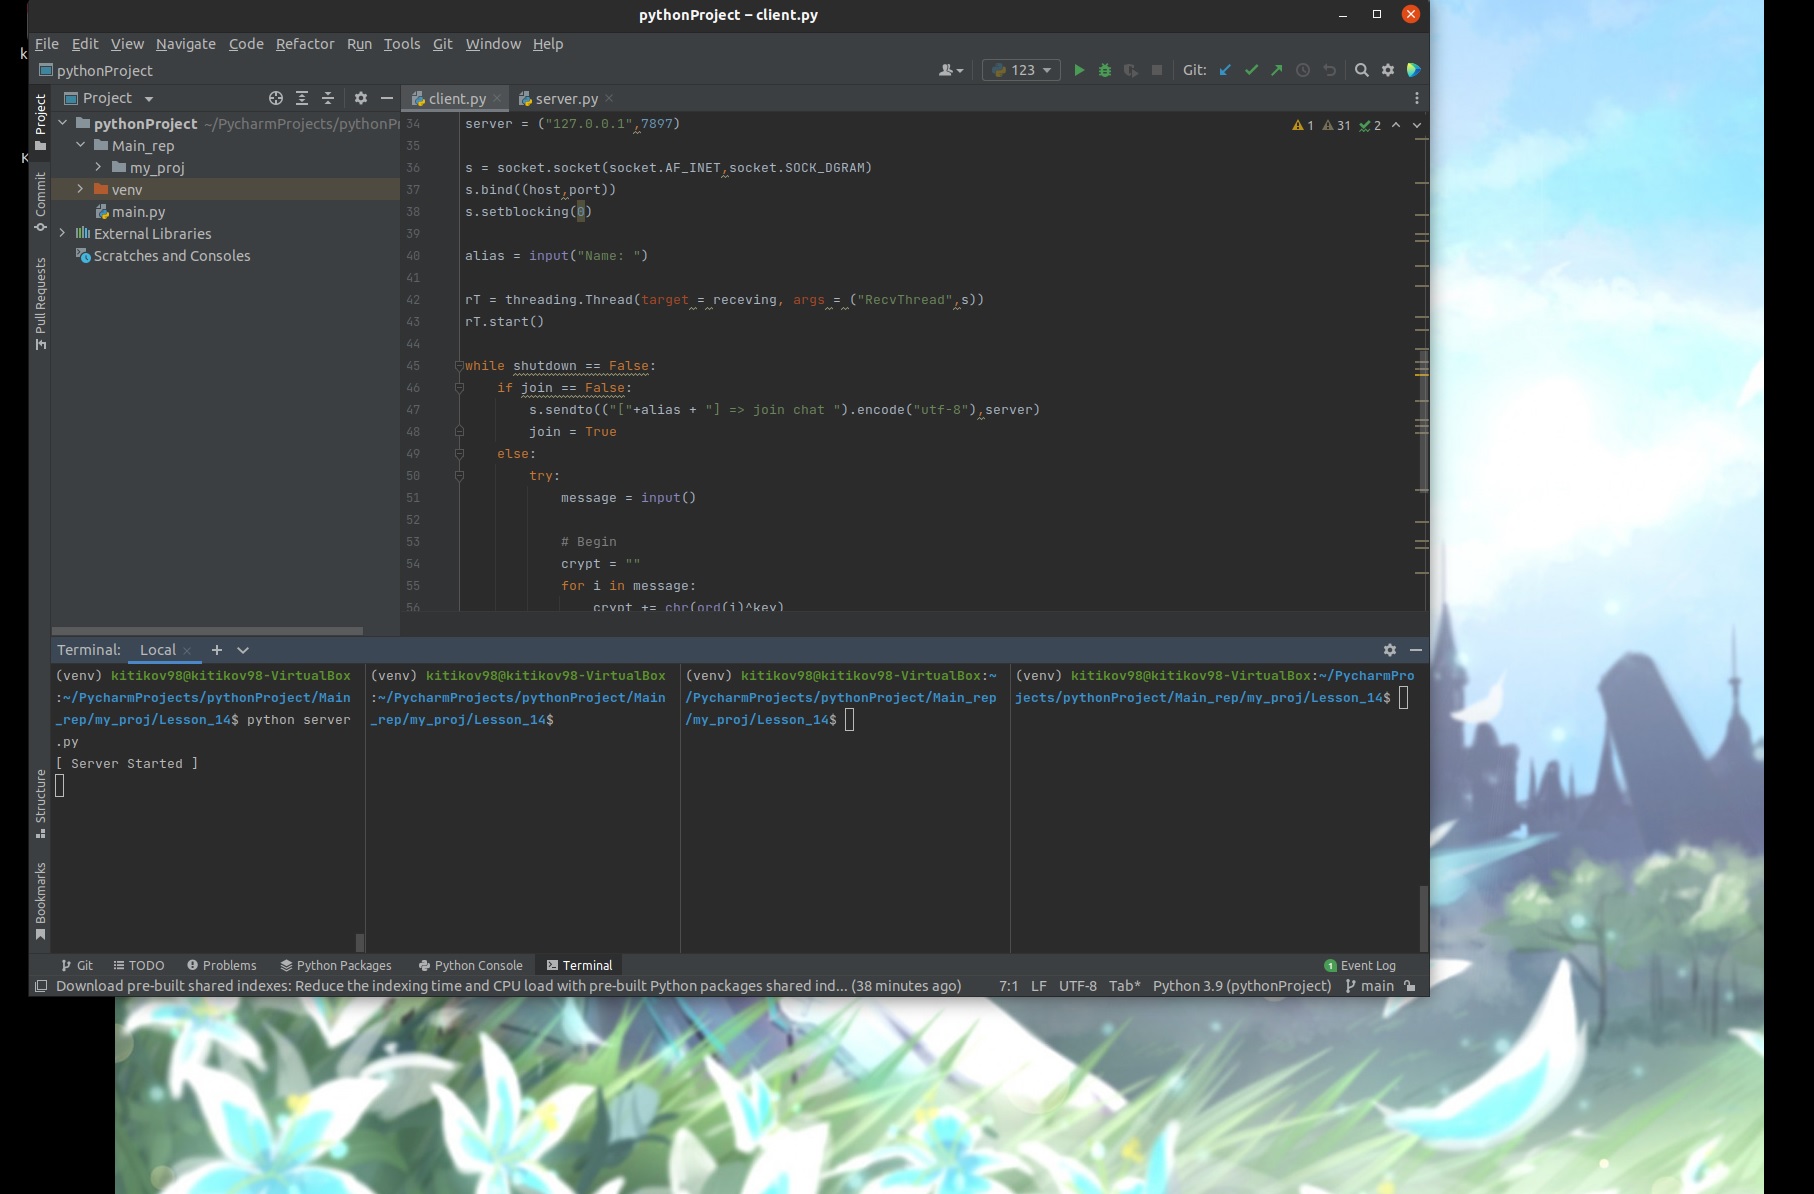 pythonProject – client.py
File Edit View Navigate Code Refactor Run Tools Git Window Help
pythonProject
123
Git:
Project
client.py
server.py
pythonProject ~/PycharmProjects/pythonP
Main_rep
my_proj
venv
main.py
External Libraries
Scratches and Consoles
Project
Commit
Pull Requests
Structure
Bookmarks
1 31 2
34 server = ("127.0.0.1",7897)
35
36 s = socket.socket(socket.AF_INET,socket.SOCK_DGRAM)
37 s.bind((host,port))
38 s.setblocking(0)
39
40 alias = input("Name: ")
41
42 rT = threading.Thread(target = receving, args = ("RecvThread",s))
43 rT.start()
44
45 while shutdown == False:
46 if join == False:
47 s.sendto(("["+alias + "] => join chat ").encode("utf-8"),server)
48 join = True
49 else:
50 try:
51 message = input()
52
53 # Begin
54 crypt = ""
55 for i in message:
56 crypt += chr(ord(i)^key)
Terminal: Local
(venv) kitikov98@kitikov98-VirtualBox
:~/PycharmProjects/pythonProject/Main
_rep/my_proj/Lesson_14$ python server
.py
[ Server Started ]
(venv) kitikov98@kitikov98-VirtualBox
:~/PycharmProjects/pythonProject/Main
_rep/my_proj/Lesson_14$
(venv) kitikov98@kitikov98-VirtualBox:~
/PycharmProjects/pythonProject/Main_rep
/my_proj/Lesson_14$
(venv) kitikov98@kitikov98-VirtualBox:~/PycharmPro
jects/pythonProject/Main_rep/my_proj/Lesson_14$
Git TODO Problems Python Packages Python Console Terminal 1 Event Log
Download pre-built shared indexes: Reduce the indexing time and CPU load with pre-built Python packages shared ind... (38 minutes ago) 7:1 LF UTF-8 Tab* Python 3.9 (pythonProject) main